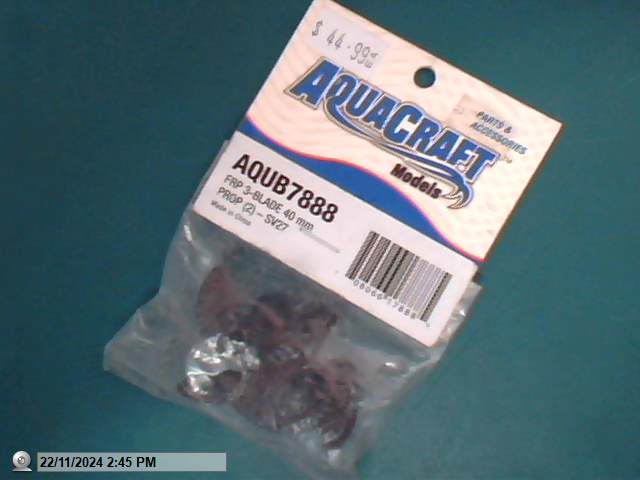 $ 44.99
AQUACRAFT
Models
PARTS &
ACCESSORIES
AQUB7888
FRP 3-BLADE 40 mm
PROP (2) - SV27
Made in China
22/11/2024 2:45 PM